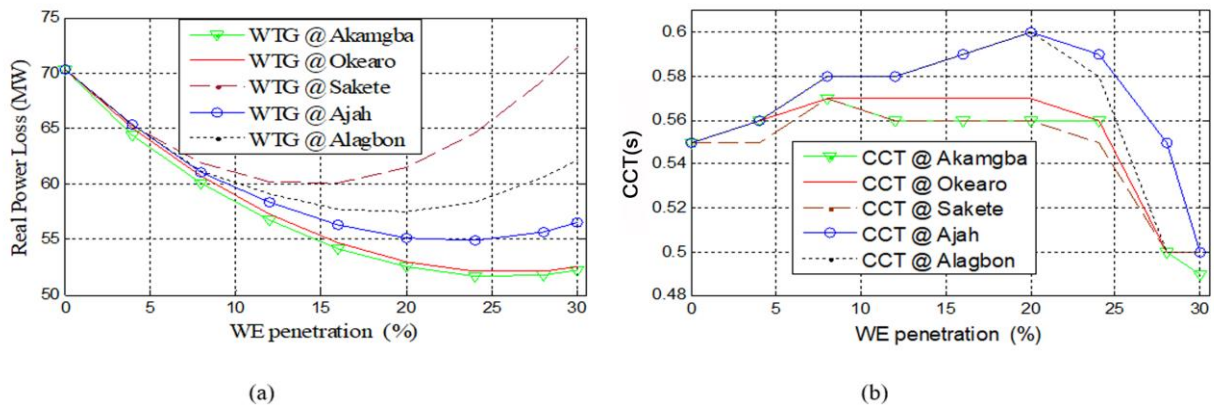 75
70
65
60
55
50
Real Power Loss (MW)
WTG @ Akamgba
WTG @ Okearo
WTG @ Sakete
WTG @ Ajah
WTG @ Alagbon
0 5 10 15 20 25 30
WE penetration (%)
(a)
0.6
0.58
0.56
0.54
0.52
0.5
0.48
CCT(s)
CCT @ Akamgba
CCT @ Okearo
CCT @ Sakete
CCT @ Ajah
CCT @ Alagbon
0 5 10 15 20 25 30
WE penetration (%)
(b)